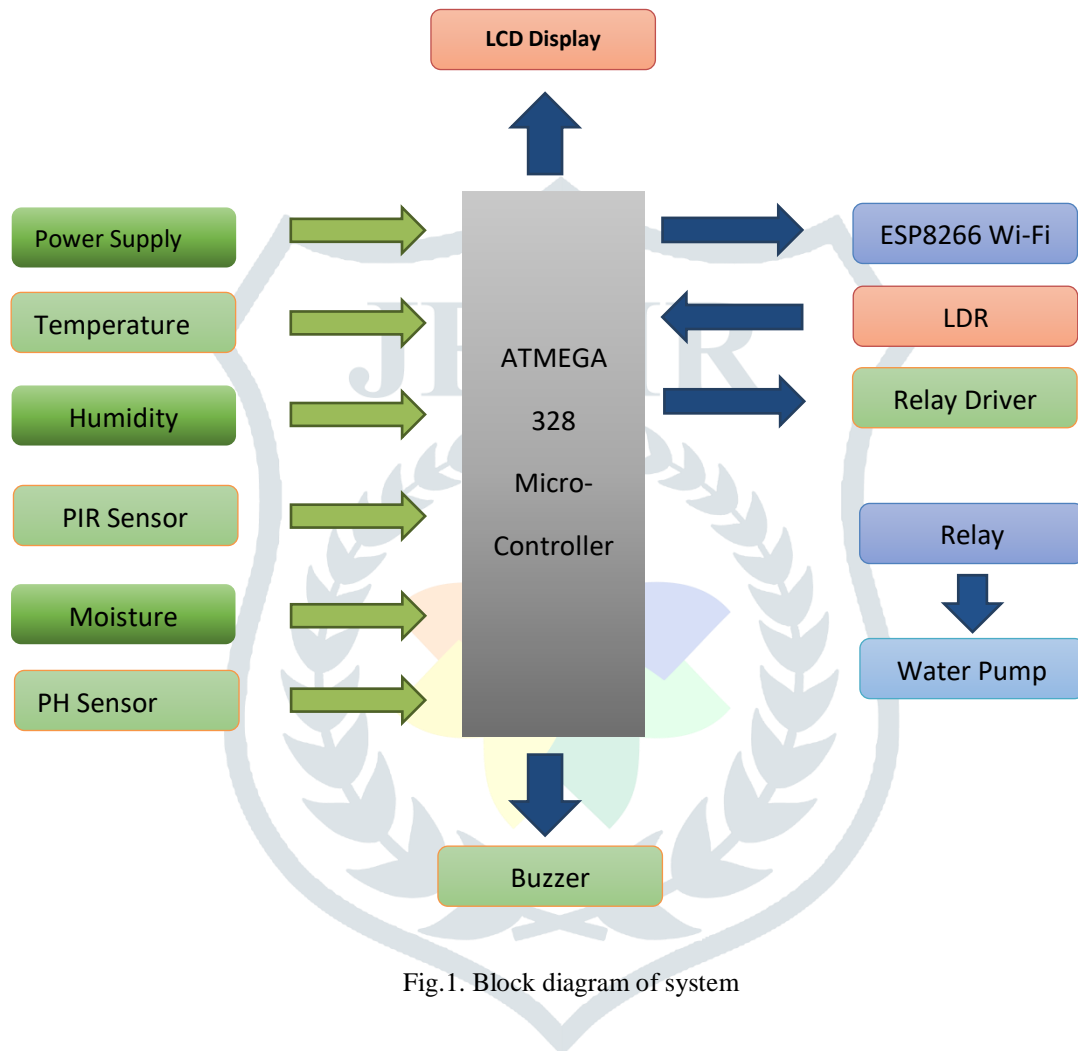 LCD Display
Power Supply
ESP8266 Wi-Fi
Temperature
LDR
Humidity
Relay Driver
ATMEGA
328
Micro-
Controller
PIR Sensor
Relay
Moisture
Water Pump
PH Sensor
Buzzer
Fig.1. Block diagram of system